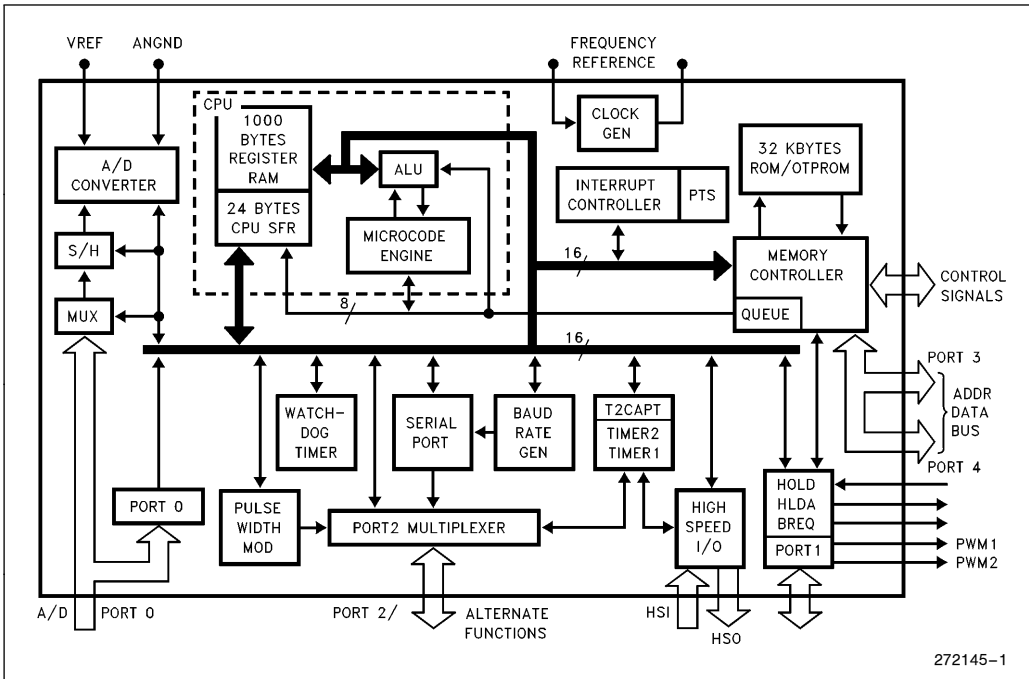 VREF
ANGND
FREQUENCY
REFERENCE
CPU
1000
BYTES
REGISTER
RAM
24 BYTES
CPU SFR
ALU
MICROCODE
ENGINE
CLOCK
GEN
A/D
CONVERTER
S/H
MUX
INTERRUPT
CONTROLLER
PTS
32 KBYTES
ROM/OTPROM
MEMORY
CONTROLLER
QUEUE
CONTROL
SIGNALS
16
8
16
PORT 3
ADDR
DATA
BUS
PORT 4
WATCH-
DOG
TIMER
SERIAL
PORT
BAUD
RATE
GEN
T2CAPT
TIMER2
TIMER1
PORT 0
PULSE
WIDTH
MOD
PORT2 MULTIPLEXER
HIGH
SPEED
I/O
HOLD
HLDA
BREQ
PORT1
PWM1
PWM2
A/D
PORT 0
PORT 2/
ALTERNATE
FUNCTIONS
HSI
HSO
272145-1